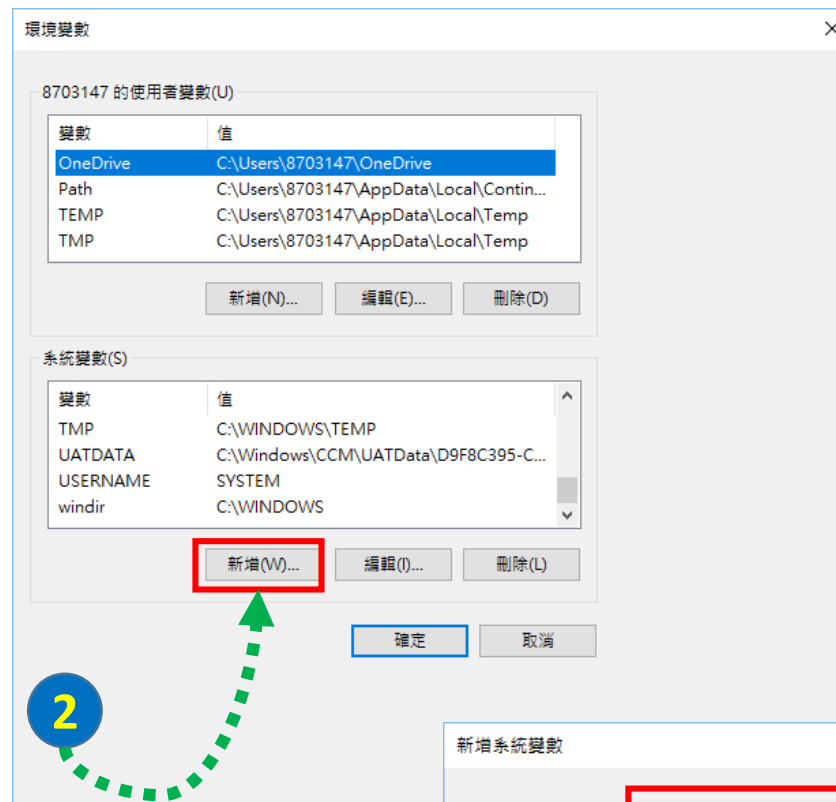 環境變數
8703147 的使用者變數(U)
變數 值
OneDrive C:\Users\8703147\OneDrive
Path C:\Users\8703147\AppData\Local\Contin...
TEMP C:\Users\8703147\AppData\Local\Temp
TMP C:\Users\8703147\AppData\Local\Temp
新增(N)... 編輯(E)... 刪除(D)
系統變數(S)
變數 值
TMP C:\WINDOWS\TEMP
UATDATA C:\Windows\CCM\UATData\D9F8C395-C...
USERNAME SYSTEM
windir C:\WINDOWS
新增(W)... 編輯(I)... 刪除(L)
確定 取消
2
新增系統變數